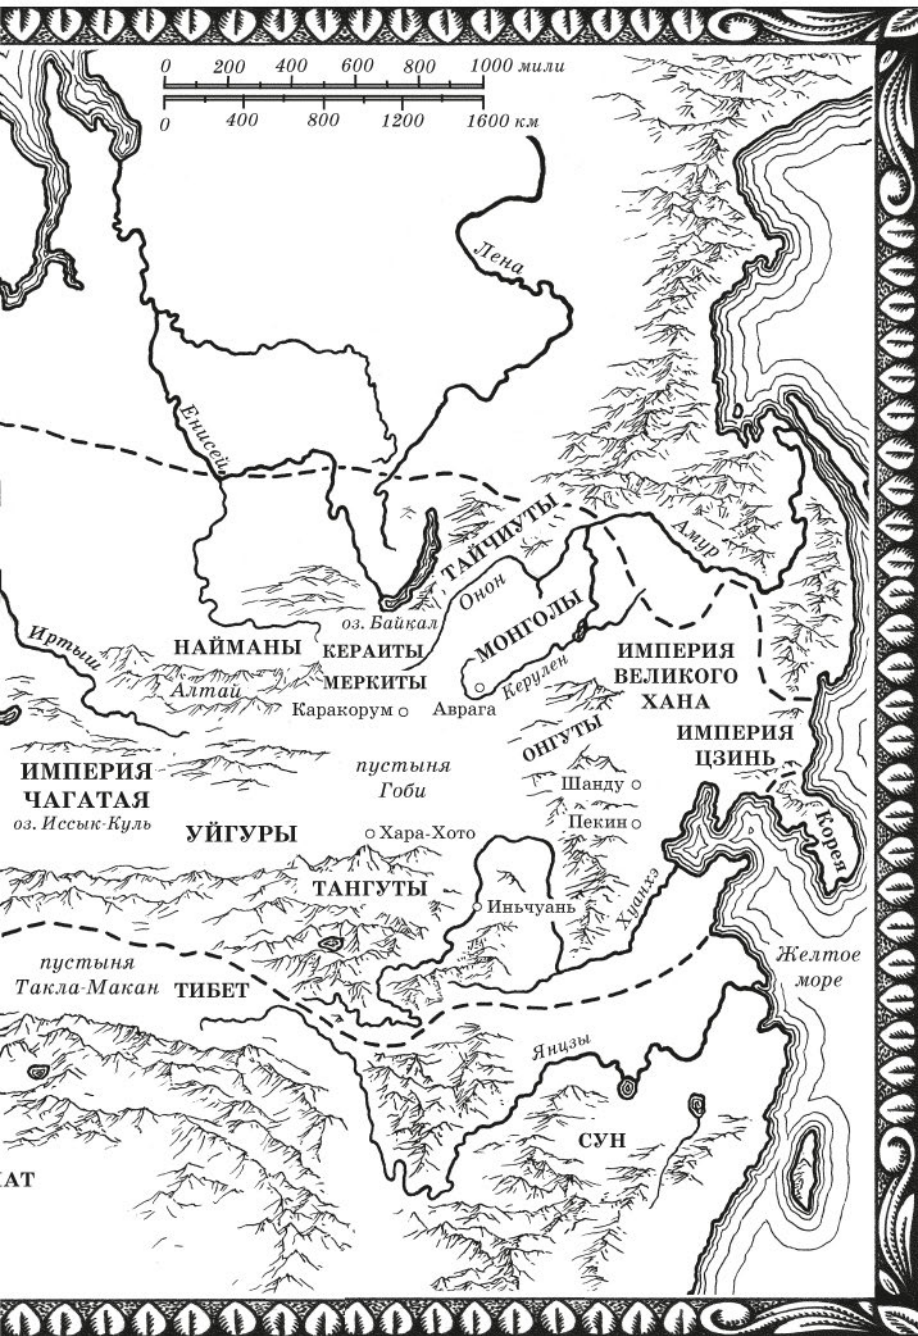 0 200 400 600 800 1000 мили
0 400 800 1200 1600 км
Лена
Енисей
Амур
ТАЙЧИУТЫ
Онон
МОНГОЛЫ
оз. Байкал
Иртыш
НАЙМАНЫ
КЕРАИТЫ
ИМПЕРИЯ
ВЕЛИКОГО
ХАНА
Алтай
МЕРКИТЫ
Керулен
Каракорум
Аврага
ОНГУТЫ
ИМПЕРИЯ
ЦЗИНЬ
ИМПЕРИЯ
ЧАГАТАЯ
оз. Иссык-Куль
пустыня
Гоби
Шанду
Пекин
УЙГУРЫ
Хара-Хото
Корея
ТАНГУТЫ
Иньчуань
Хуанхэ
пустыня
Такла-Макан
ТИБЕТ
Желтое
море
Янцзы
СУН
АТ